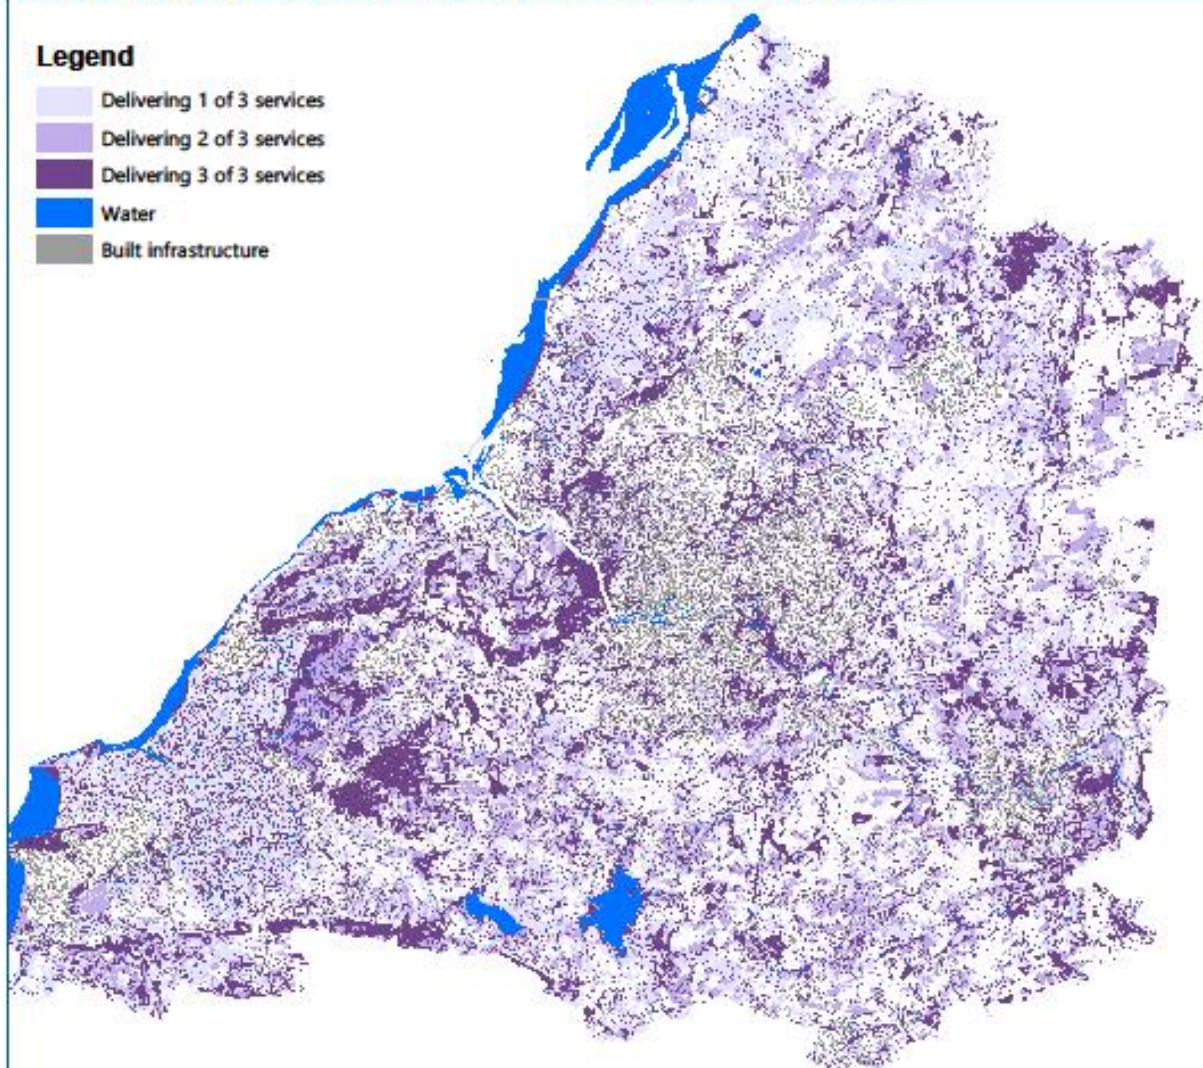 Legend
Delivering 1 of 3 services
Delivering 2 of 3 services
Delivering 3 of 3 services
Water
Built infrastructure